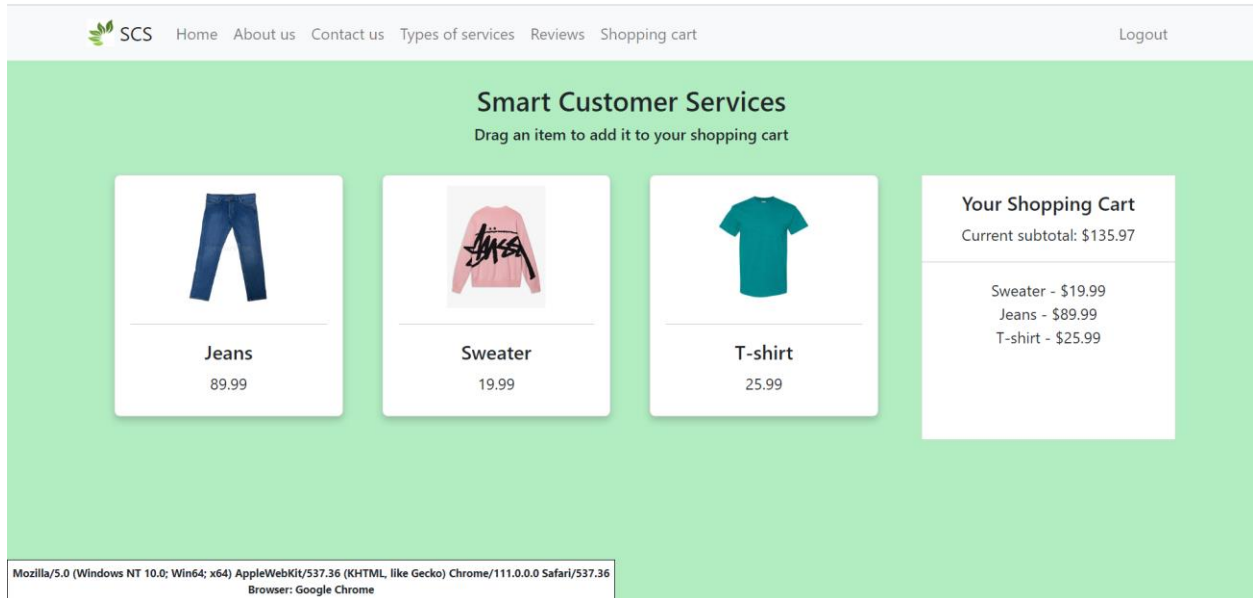 SCS Home About us Contact us Types of services Reviews Shopping cart Logout
Smart Customer Services
Drag an item to add it to your shopping cart
Jeans
89.99
Sweater
19.99
T-shirt
25.99
Your Shopping Cart
Current subtotal: $135.97
Sweater - $19.99
Jeans - $89.99
T-shirt - $25.99
Mozilla/5.0 (Windows NT 10.0; Win64; x64) AppleWebKit/537.36 (KHTML, like Gecko) Chrome/111.0.0.0 Safari/537.36
Browser: Google Chrome